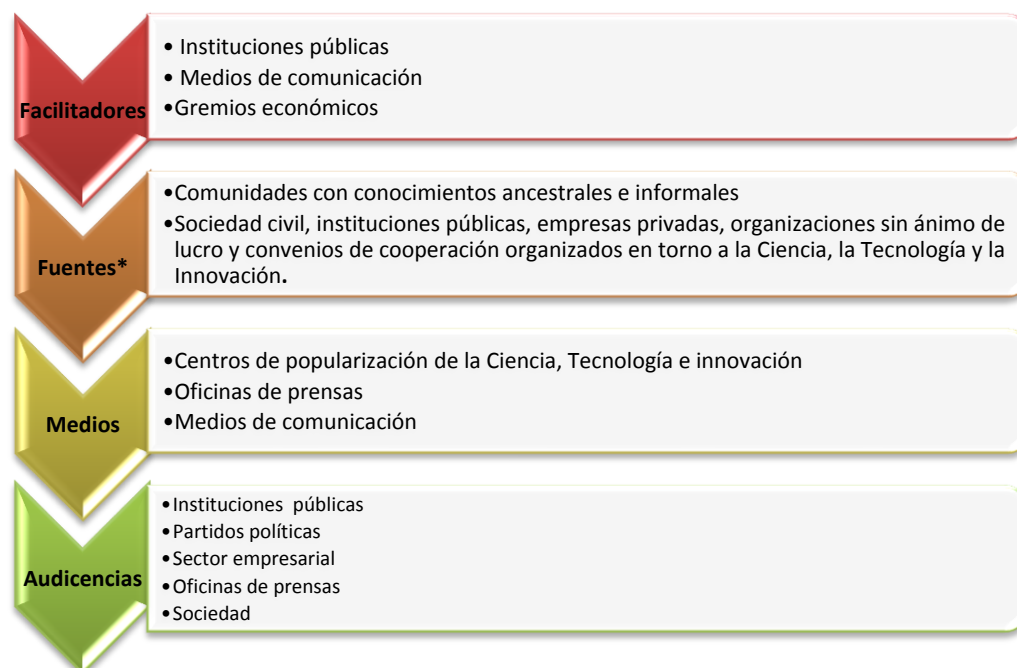 Facilitadores
• Instituciones públicas
• Medios de comunicación
•Gremios económicos
Fuentes*
•Comunidades con conocimientos ancestrales e informales
•Sociedad civil, instituciones públicas, empresas privadas, organizaciones sin ánimo de
lucro y convenios de cooperación organizados en torno a la Ciencia, la Tecnología y la
Innovación.
Medios
•Centros de popularización de la Ciencia, Tecnología e innovación
•Oficinas de prensas
•Medios de comunicación
Audicencias
•Instituciones públicas
•Partidos políticas
•Sector empresarial
•Oficinas de prensas
•Sociedad